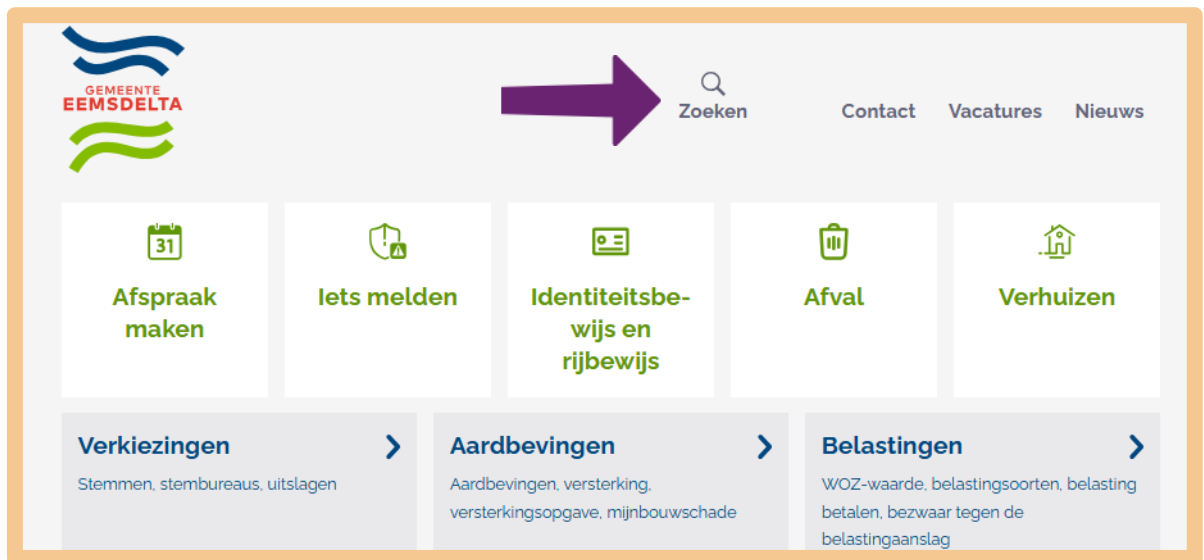 GEMEENTE
EEMSDELTA
Zoeken
Contact
Vacatures
Nieuws
31
Afspraak
maken
Iets melden
Identiteitsbe-
wijs en
rijbewijs
Afval
Verhuizen
Verkiezingen
Stemmen, stembureaus, uitslagen
Aardbevingen
Aardbevingen, versterking,
versterkingsopgave, mijnbouwschade
Belastingen
WOZ-waarde, belastingsoorten, belasting
betalen, bezwaar tegen de
belastingaanslag